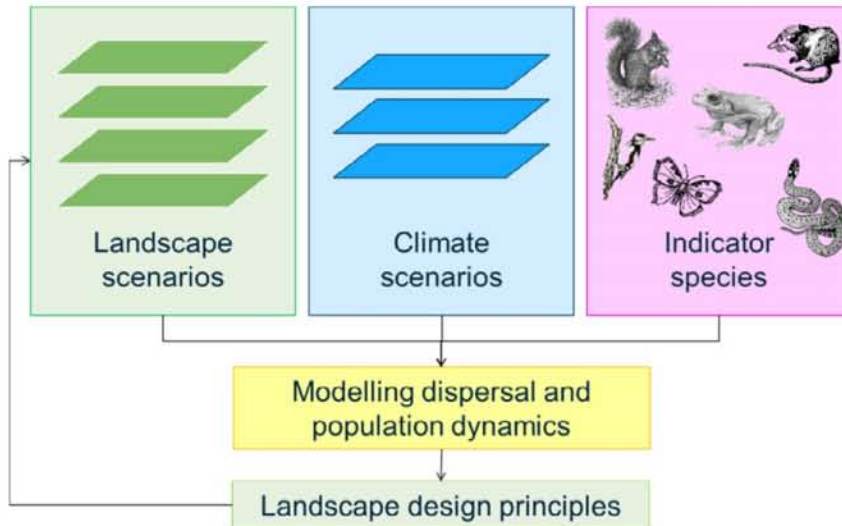 Landscape
scenarios
Climate
scenarios
Indicator
species
Modelling dispersal and
population dynamics
Landscape design principles